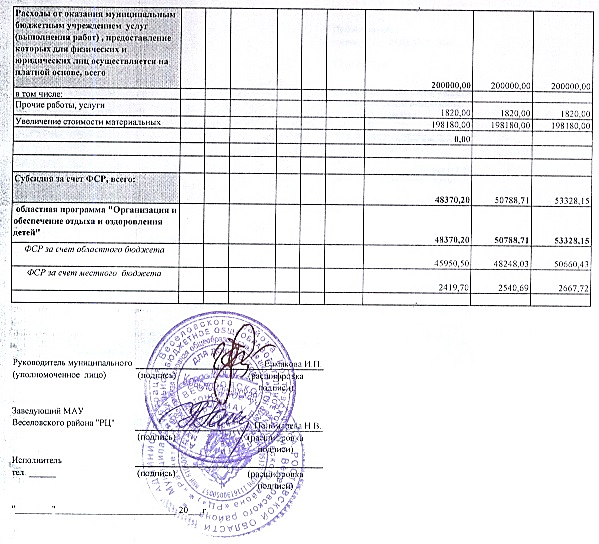 Расходы от оказания муниципальным
бюджетным учреждением услуг
(выполнения работ) , предоставление
которых для физических и
юридических лиц осуществляется на
платной основе, всего
200000,00 200000,00 200000,00
в том числе:
Прочие работы, услуги 1820,00 1820,00 1820,00
Увеличение стоимости материальных 198180,00 198180,00 198180,00
0,00
Субсидия за счет ФСР, всего:
48370,20 50788,71 53328,15
областная программа "Организация и
обеспечение отдыха и оздоровления
детей" 48370,20 50788,71 53328,15
ФСР за счет областного бюджета
45950,50 48248,03 50660,43
ФСР за счет местного бюджета
2419,70 2540,69 2667,72
Руководитель муниципального Ермакова И.П
(уполномоченное лицо) (подпись) (расшифровка
подписи)
Заведующий МАУ
Веселовского района "РЦ" Пономарева Н.В.
(подпись) (расшифровка
подписи)
Исполнитель
тел. ______ (подпись) (расшифровка
подписи)
"______" 20 г